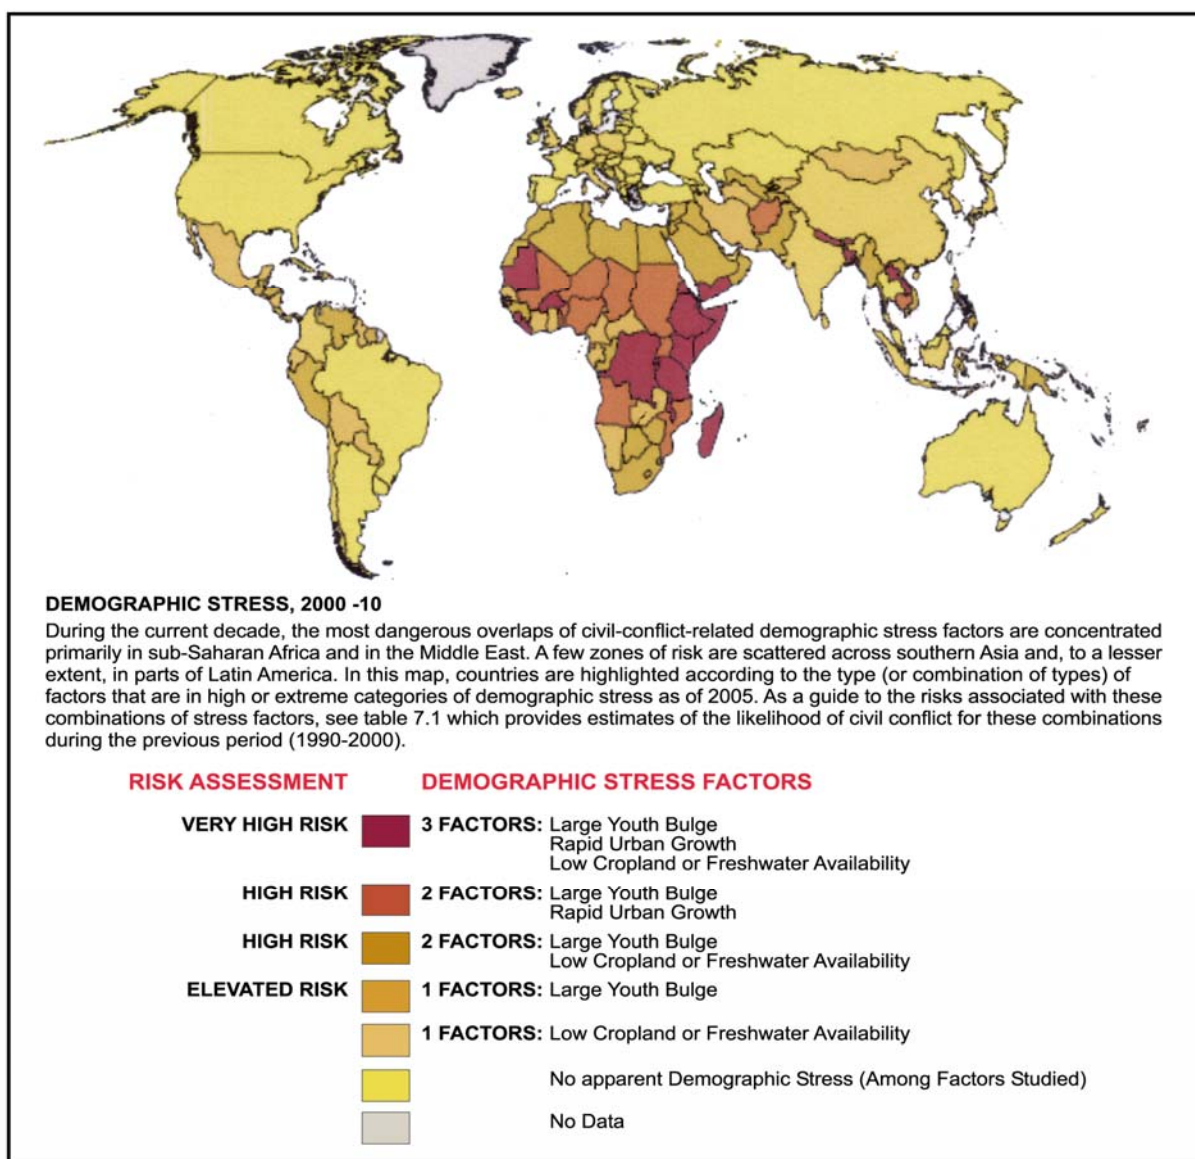 DEMOGRAPHIC STRESS, 2000 -10
During the current decade, the most dangerous overlaps of civil-conflict-related demographic stress factors are concentrated
primarily in sub-Saharan Africa and in the Middle East. A few zones of risk are scattered across southern Asia and, to a lesser
extent, in parts of Latin America. In this map, countries are highlighted according to the type (or combination of types) of
factors that are in high or extreme categories of demographic stress as of 2005. As a guide to the risks associated with these
combinations of stress factors, see table 7.1 which provides estimates of the likelihood of civil conflict for these combinations
during the previous period (1990-2000).
RISK ASSESSMENT DEMOGRAPHIC STRESS FACTORS
VERY HIGH RISK 3 FACTORS: Large Youth Bulge
Rapid Urban Growth
Low Cropland or Freshwater Availability
HIGH RISK 2 FACTORS: Large Youth Bulge
Rapid Urban Growth
HIGH RISK 2 FACTORS: Large Youth Bulge
Low Cropland or Freshwater Availability
ELEVATED RISK 1 FACTORS: Large Youth Bulge
1 FACTORS: Low Cropland or Freshwater Availability
No apparent Demographic Stress (Among Factors Studied)
No Data